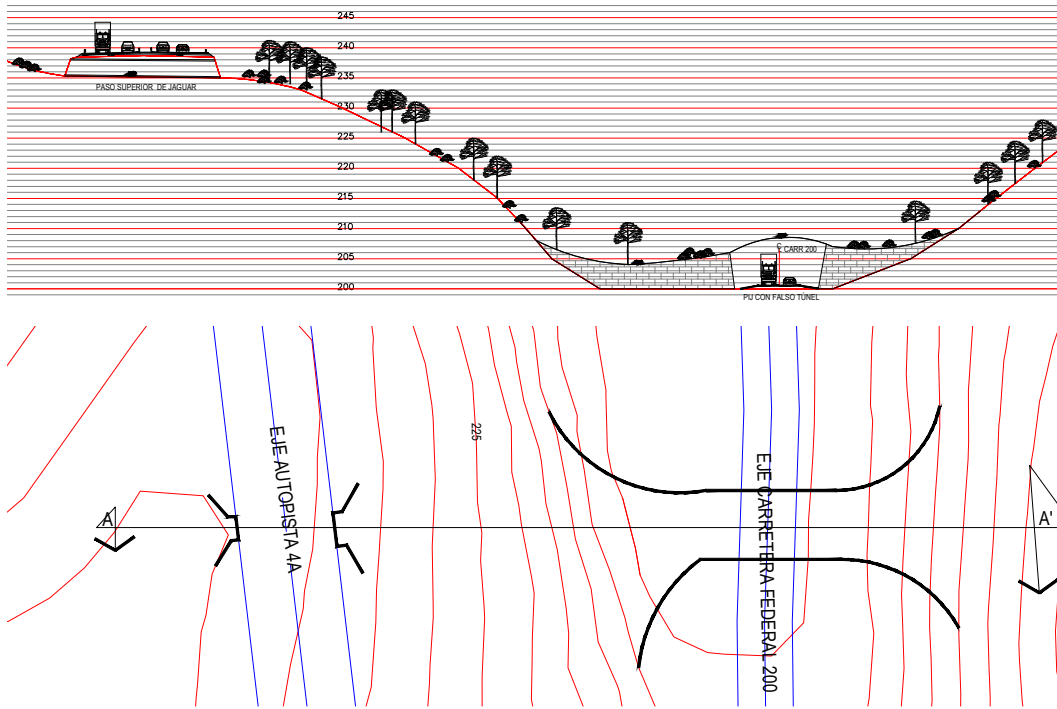 245
240
235
PASO SUPERIOR DE JAGUAR
230
225
220
215
210
℄ CARR 200
205
200
PIJ CON FALSO TÚNEL
225
EJE AUTOPISTA 4A
EJE CARRETERA FEDERAL 200
A
A'